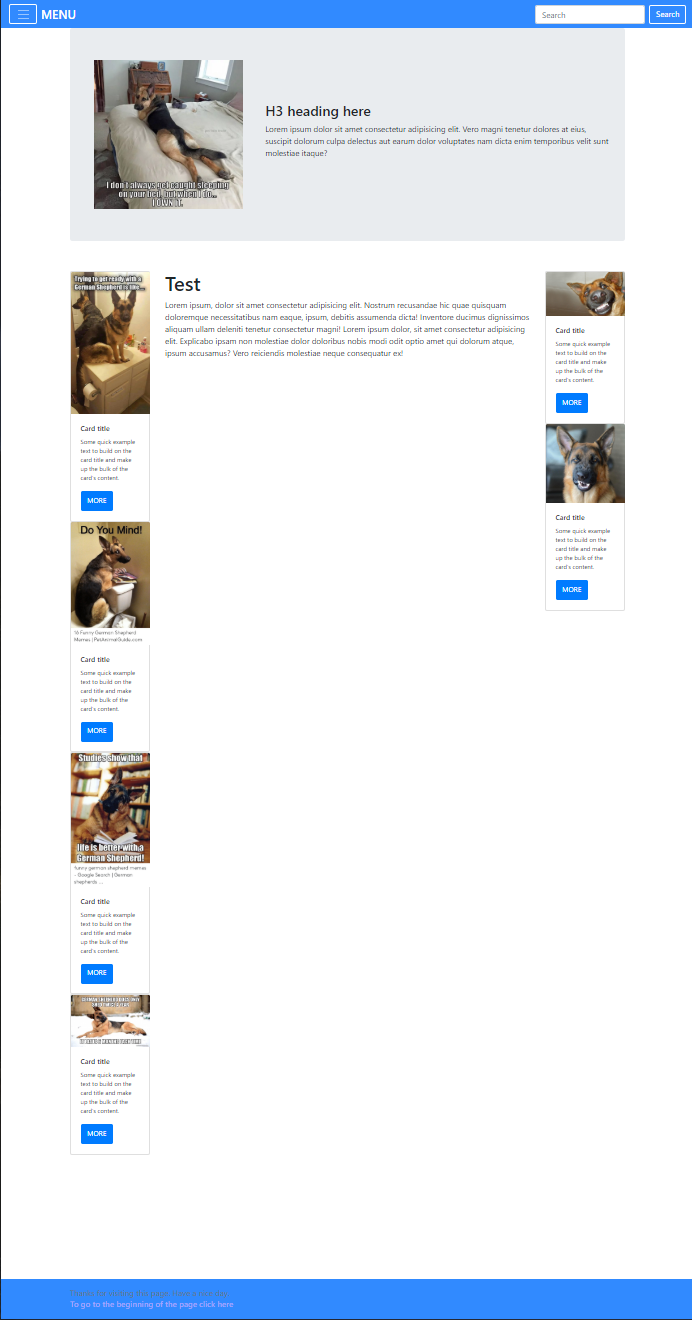 MENU
Search
Search
I don't always get caught sleeping
on your bed, but when I do...
I OWN IT.
H3 heading here
Lorem ipsum dolor sit amet consectetur adipisicing elit. Vero magni tenetur dolores at eius,
suscipit dolorum culpa delectus aut earum dolor voluptates nam dicta enim temporibus velit sunt
molestiae itaque?
Trying to get ready with a
German Shepherd is like...
Card title
Some quick example
text to build on the
card title and make
up the bulk of the
card's content.
MORE
Do You Mind!
16 Funny German Shepherd
Memes | PetAnimalGuide.com
Card title
Some quick example
text to build on the
card title and make
up the bulk of the
card's content.
MORE
Studies show that
life is better with a
German Shepherd!
funny german shepherd memes
- Google Search | German
shepherds ...
Card title
Some quick example
text to build on the
card title and make
up the bulk of the
card's content.
MORE
Card title
Some quick example
text to build on the
card title and make
up the bulk of the
card's content.
MORE
Test
Lorem ipsum, dolor sit amet consectetur adipisicing elit. Nostrum recusandae hic quae quisquam
doloremque necessitatibus nam eaque, ipsum, debitis assumenda dicta! Inventore ducimus dignissimos
aliquam ullam deleniti tenetur consectetur magni! Lorem ipsum dolor, sit amet consectetur adipisicing
elit. Explicabo ipsam non molestiae dolor doloribus nobis modi odit optio amet qui dolorum atque,
ipsum accusamus? Vero reiciendis molestiae neque consequatur ex!
Card title
Some quick example
text to build on the
card title and make
up the bulk of the
card's content.
MORE
Card title
Some quick example
text to build on the
card title and make
up the bulk of the
card's content.
MORE
Thanks for visiting this page. Have a nice day.
To go to the beginning of the page click here